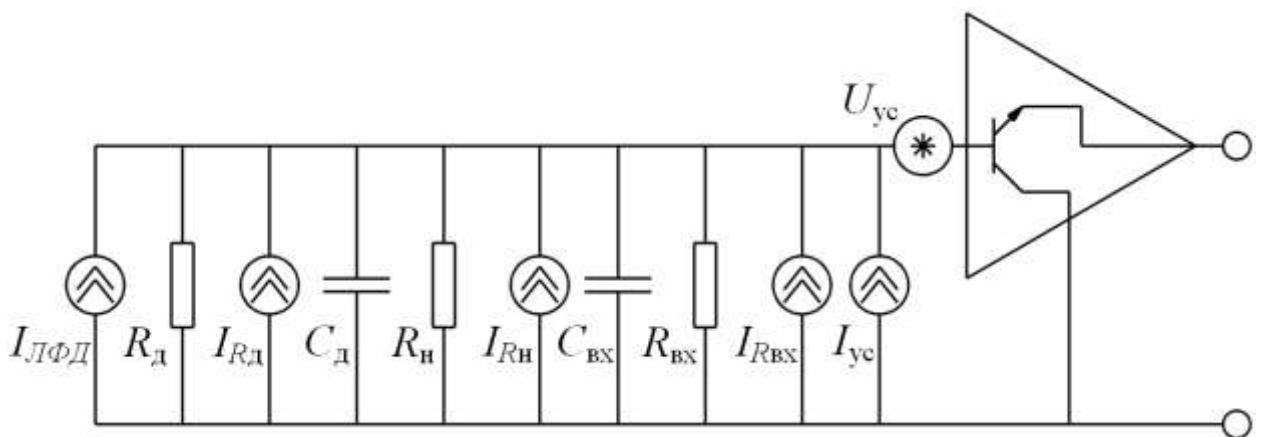 Uус
IЛФД
Rд
IRд
Cд
Rн
IRн
Cвх
Rвх
IRвх
Iус